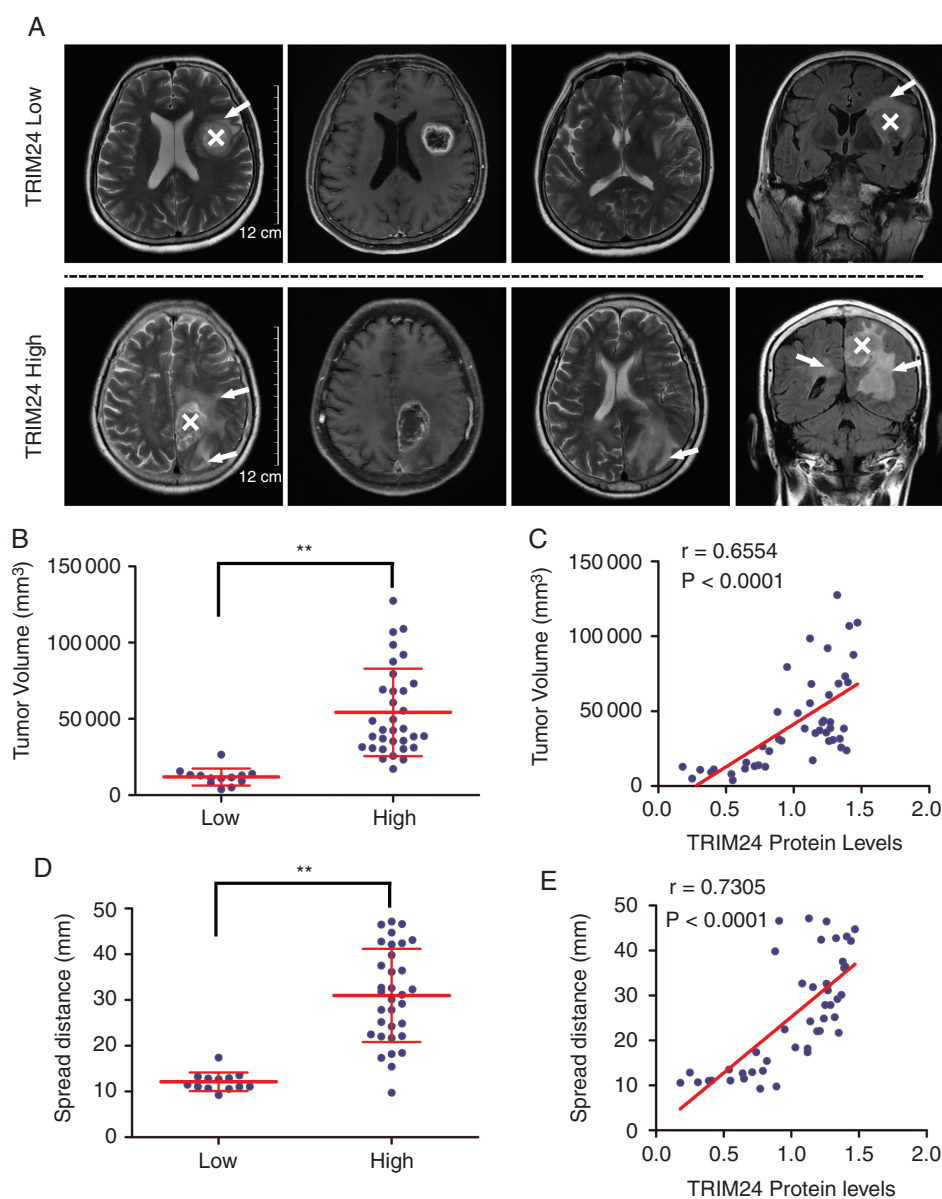 A
TRIM24 Low
12 cm
TRIM24 High
12 cm
B
**
Tumor Volume (mm³)
150 000
100 000
50 000
0
Low
High
C
r = 0.6554
P < 0.0001
Tumor Volume (mm³)
150 000
100 000
50 000
0
0.0 0.5 1.0 1.5 2.0
TRIM24 Protein Levels
D
**
Spread distance (mm)
50
40
30
20
10
0
Low
High
E
r = 0.7305
P < 0.0001
Spread distance (mm)
50
40
30
20
10
0
0.0 0.5 1.0 1.5 2.0
TRIM24 Protein levels